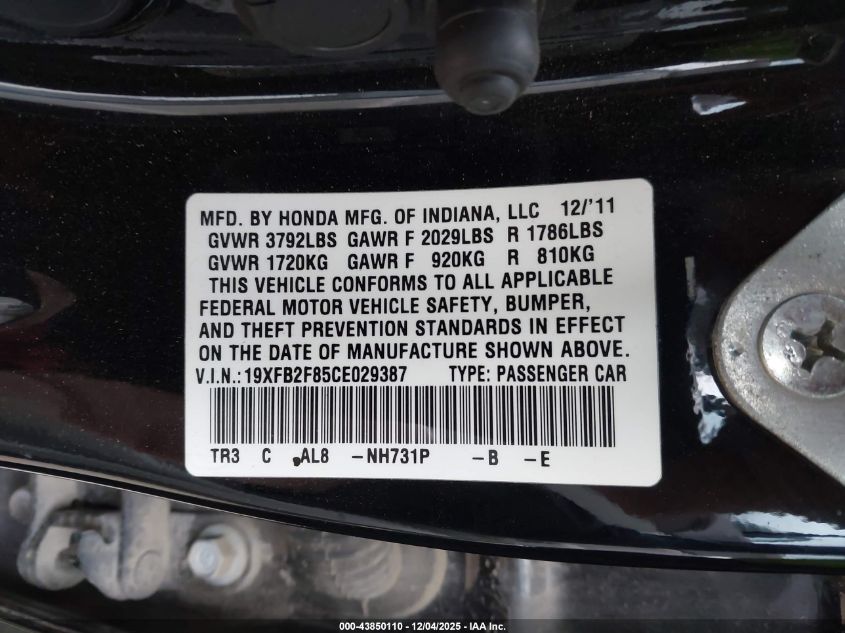 MFD. BY HONDA MFG. OF INDIANA, LLC 12/'11
GVWR 3792LBS GAWR F 2029LBS R 1786LBS
GVWR 1720KG GAWR F 920KG R 810KG
THIS VEHICLE CONFORMS TO ALL APPLICABLE
FEDERAL MOTOR VEHICLE SAFETY, BUMPER,
AND THEFT PREVENTION STANDARDS IN EFFECT
ON THE DATE OF MANUFACTURE SHOWN ABOVE.
V.I.N.:19XFB2F85CE029387 TYPE: PASSENGER CAR
TR3 C AL8 -NH731P -B -E
000-43850110 - 12/04/2025 - IAA Inc.